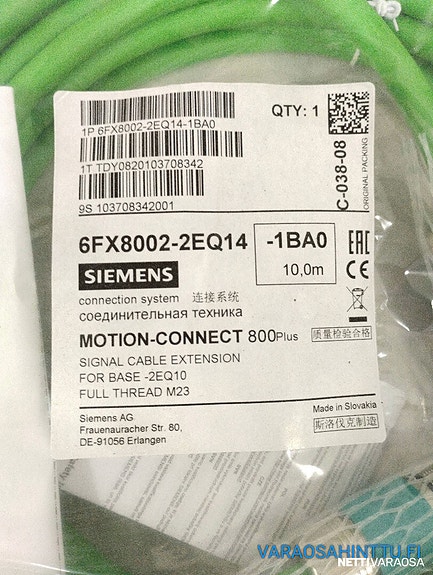 1P 6FX8002-2EQ14-1BA0
QTY: 1
1T TDY0820103708342
9S 103708342001
C-038-08
ORIGINAL PACKING
6FX8002-2EQ14
-1BA0
10,0m
EAC
CE
SIEMENS
connection system 连接系统
соединительная техника
MOTION-CONNECT 800Plus
质量检验合格
SIGNAL CABLE EXTENSION
FOR BASE -2EQ10
FULL THREAD M23
Siemens AG
Frauenauracher Str. 80,
DE-91056 Erlangen
Made in Slovakia
斯洛伐克制造
VARAOSAHINTTU.FI
NETTIVARAOSA